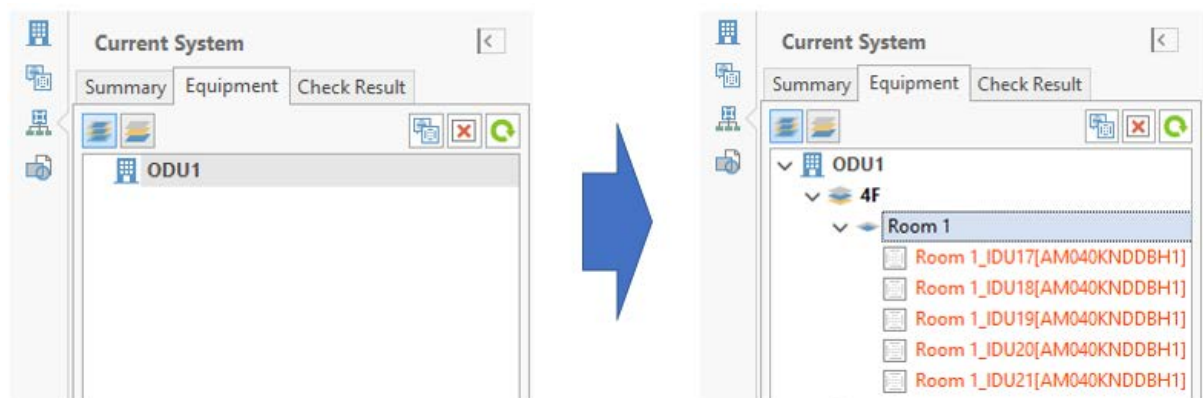 Current System
Summary Equipment Check Result
ODU1
Current System
Summary Equipment Check Result
ODU1
4F
Room 1
Room 1_IDU17[AM040KNDDBH1]
Room 1_IDU18[AM040KNDDBH1]
Room 1_IDU19[AM040KNDDBH1]
Room 1_IDU20[AM040KNDDBH1]
Room 1_IDU21[AM040KNDDBH1]